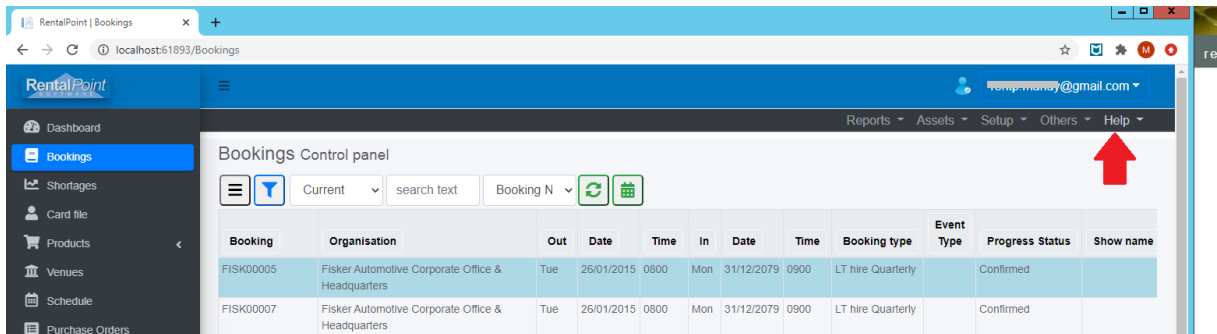 RentalPoint | Bookings
localhost:61893/Bookings
M
re
RentalPoint
SOFTWARE
@gmail.com
Reports Assets Setup Others Help
Dashboard
Bookings
Shortages
Card file
Products
Venues
Schedule
Purchase Orders
Bookings Control panel
Current search text Booking N
Booking Organisation Out Date Time In Date Time Booking type Event Type Progress Status Show name
FISK00005 Fisker Automotive Corporate Office & Tue 26/01/2015 0800 Mon 31/12/2079 0900 LT hire Quarterly Confirmed
Headquarters
FISK00007 Fisker Automotive Corporate Office & Tue 26/01/2015 0800 Mon 31/12/2079 0900 LT hire Quarterly Confirmed
Headquarters